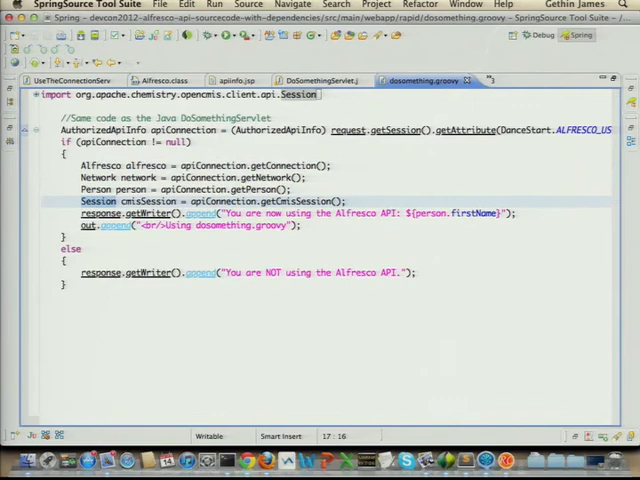 SpringSource Tool Suite File Edit Run Source Search Project Refactor Window Help Gethin James
Spring - devcon2012-alfresco-api-sourcecode-with-dependencies/src/main/webapp/rapid/dosomething.groovy - SpringSource Tool Suite
Debug Spring
UseTheConnectionServ Alfresco.class apiinfo.jsp DoSomethingServlet.j dosomething.groovy 3
import org.apache.chemistry.opencmis.client.api.Session
//Same code as the Java DoSomethingServlet
AuthorizedApiInfo apiConnection = (AuthorizedApiInfo) request.getSession().getAttribute(DanceStart.ALFRESCO_US
if (apiConnection != null)
{
Alfresco alfresco = apiConnection.getConnection();
Network network = apiConnection.getNetwork();
Person person = apiConnection.getPerson();
Session cmisSession = apiConnection.getCmisSession();
response.getWriter().append("You are now using the Alfresco API: ${person.firstName}");
out.append("<br/>Using dosomething.groovy");
}
else
{
response.getWriter().append("You are NOT using the Alfresco API.");
}
Writable Smart Insert 17 : 16
14